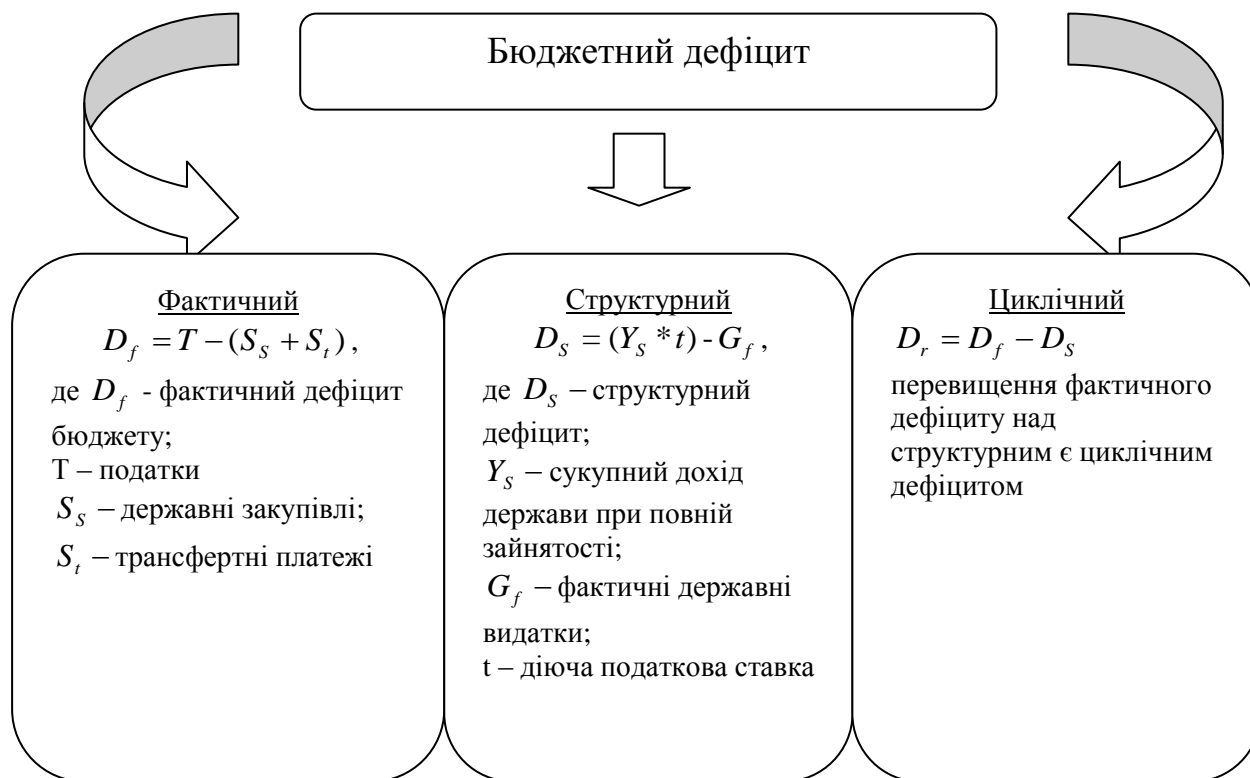 Бюджетний дефіцит
Фактичний
D_f = T − (S_S + S_t) ,
де D_f - фактичний дефіцит
бюджету;
Т – податки
S_S – державні закупівлі;
S_t – трансфертні платежі
Структурний
D_S = (Y_S * t) - G_f ,
де D_S – структурний
дефіцит;
Y_S – сукупний дохід
держави при повній
зайнятості;
G_f – фактичні державні
видатки;
t – діюча податкова ставка
Циклічний
D_r = D_f − D_S
перевищення фактичного
дефіциту над
структурним є циклічним
дефіцитом